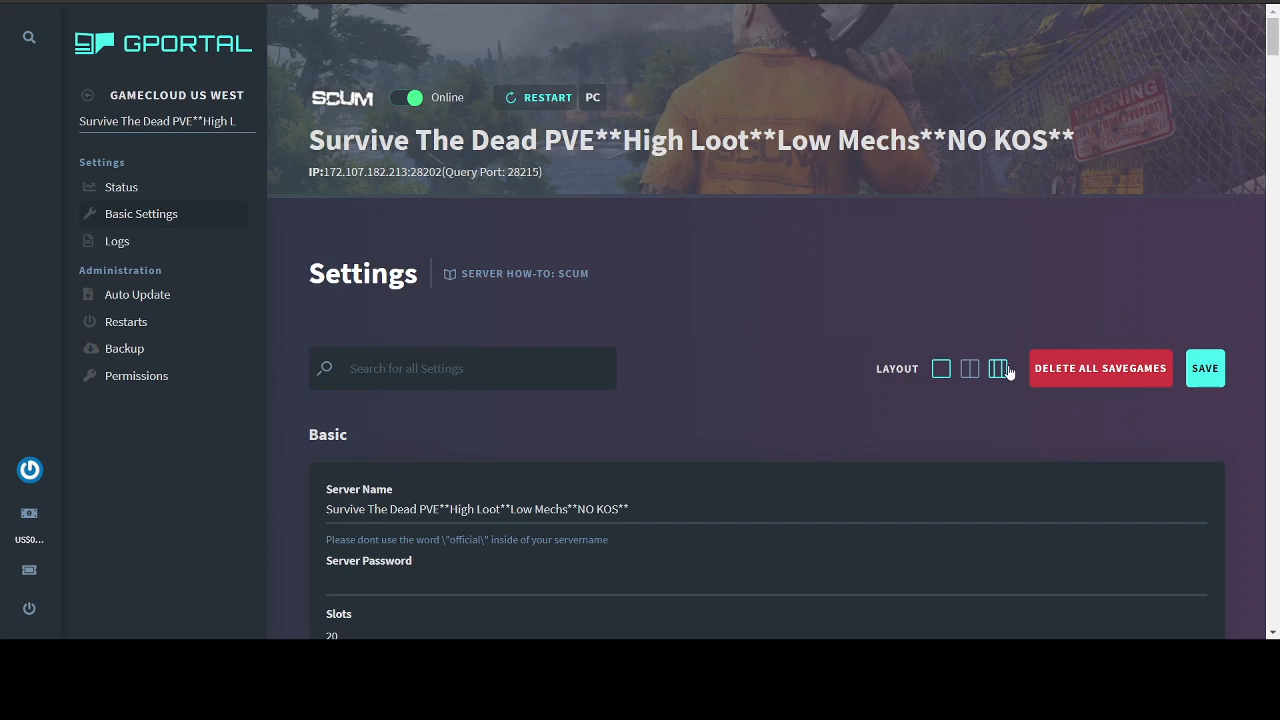 GPORTAL
GAMECLOUD US WEST
Survive The Dead PVE**High L
Settings
Status
Basic Settings
Logs
Administration
Auto Update
Restarts
Backup
Permissions
US$0...
SCUM
Online
RESTART
PC
Survive The Dead PVE**High Loot**Low Mechs**NO KOS**
IP:172.107.182.213:28202(Query Port: 28215)
WARNING
SCUM
Settings
SERVER HOW-TO: SCUM
Search for all Settings
LAYOUT
DELETE ALL SAVEGAMES
SAVE
Basic
Server Name
Survive The Dead PVE**High Loot**Low Mechs**NO KOS**
Please dont use the word \"official\" inside of your servername
Server Password
Slots
20